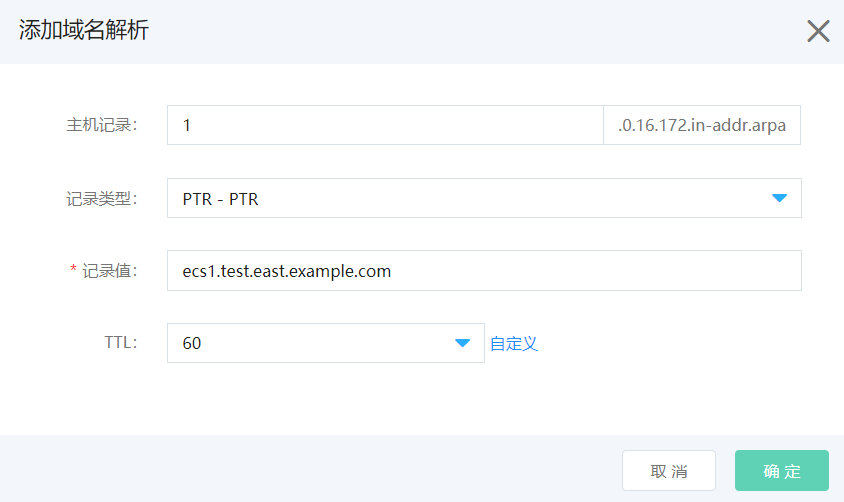 添加域名解析
主机记录: 1 .0.16.172.in-addr.arpa
记录类型: PTR - PTR
* 记录值: ecs1.test.east.example.com
TTL: 60 自定义
取 消 确 定